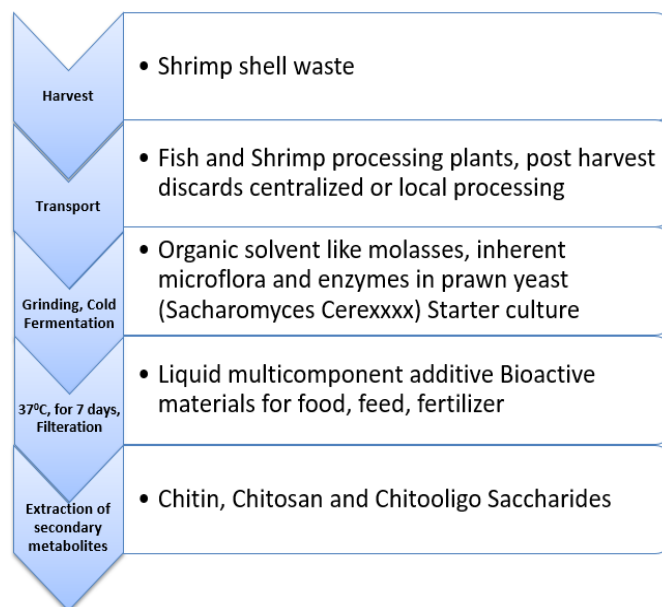 Harvest
• Shrimp shell waste
Transport
• Fish and Shrimp processing plants, post harvest
discards centralized or local processing
Grinding, Cold
Fermentation
• Organic solvent like molasses, inherent
microflora and enzymes in prawn yeast
(Sacharomyces Cerexxxx) Starter culture
37⁰C, for 7 days,
Filteration
• Liquid multicomponent additive Bioactive
materials for food, feed, fertilizer
Extraction of
secondary
metabolites
• Chitin, Chitosan and Chitooligo Saccharides